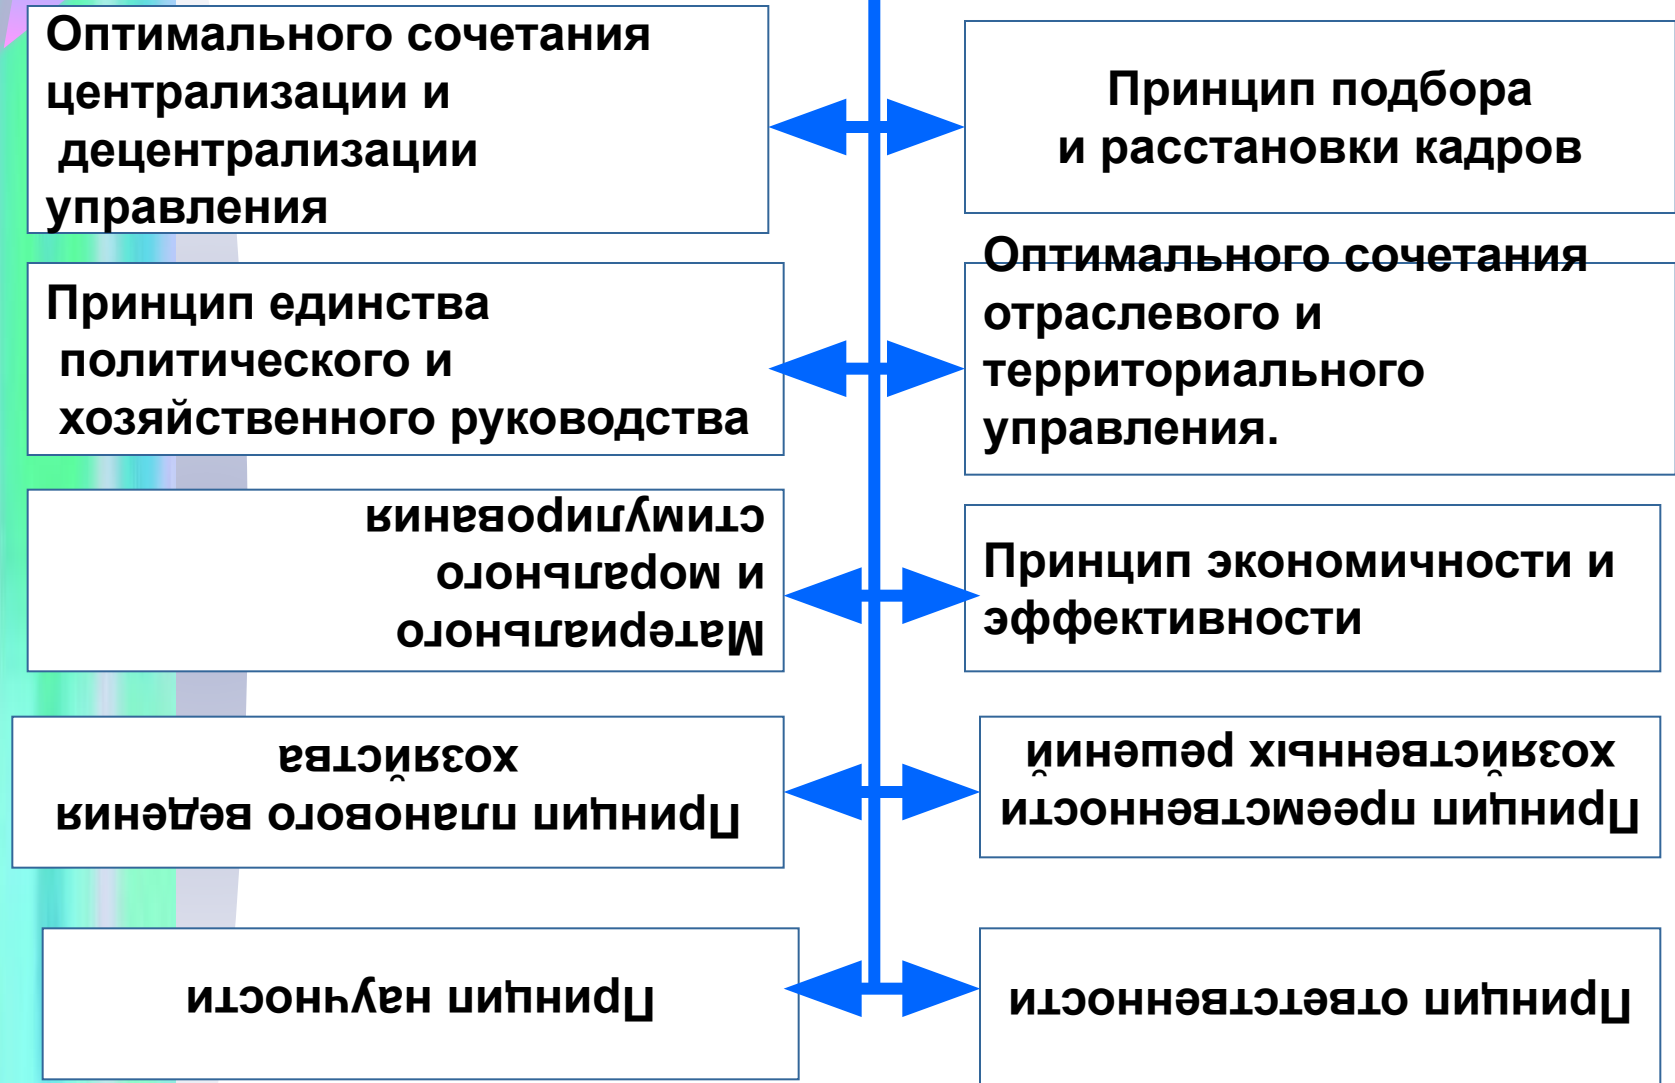 Оптимального сочетания
централизации и
децентрализации
управления
Принцип подбора
и расстановки кадров
Принцип единства
политического и
хозяйственного руководства
Оптимального сочетания
отраслевого и
территориального
управления.
Материального
и морального
стимулирования
Принцип экономичности и
эффективности
Принцип планового ведения
хозяйства
Принцип преемственности
хозяйственных решений
Принцип научности
Принцип ответственности